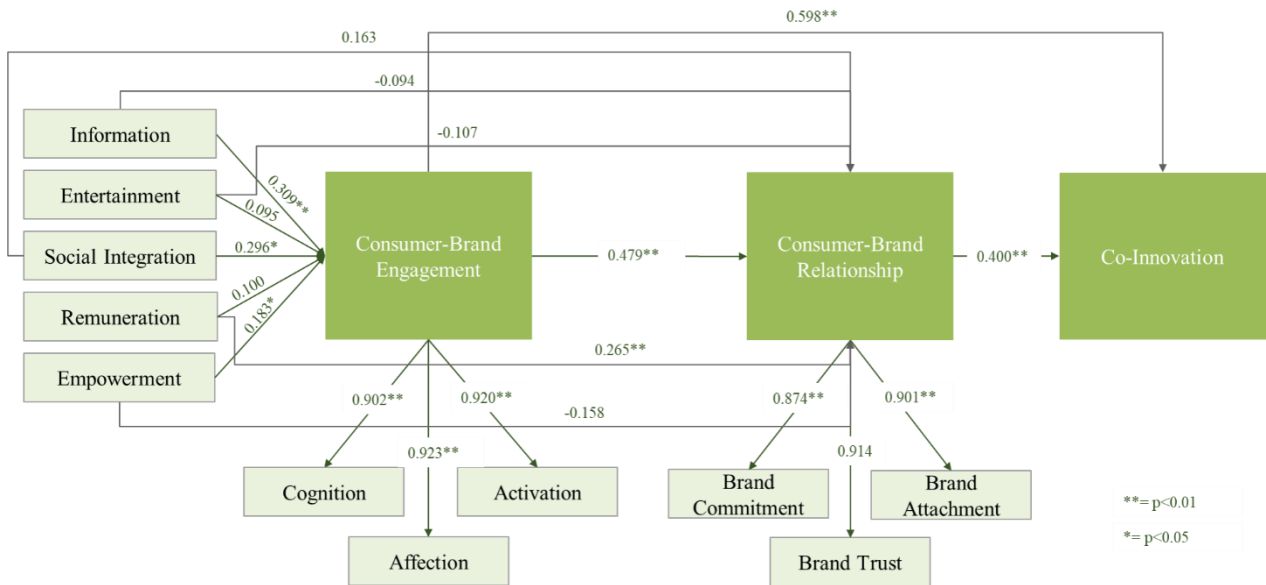 0.598**
0.163
-0.094
-0.107
Information
Entertainment
Social Integration
Remuneration
Empowerment
0.309**
0.095
0.296*
0.100
0.183*
Consumer-Brand
Engagement
0.479**
Consumer-Brand
Relationship
0.400**
Co-Innovation
0.265**
-0.158
0.902**
0.920**
0.923**
0.874**
0.901**
0.914
Cognition
Activation
Affection
Brand
Commitment
Brand
Attachment
Brand Trust
**= p<0.01
*= p<0.05